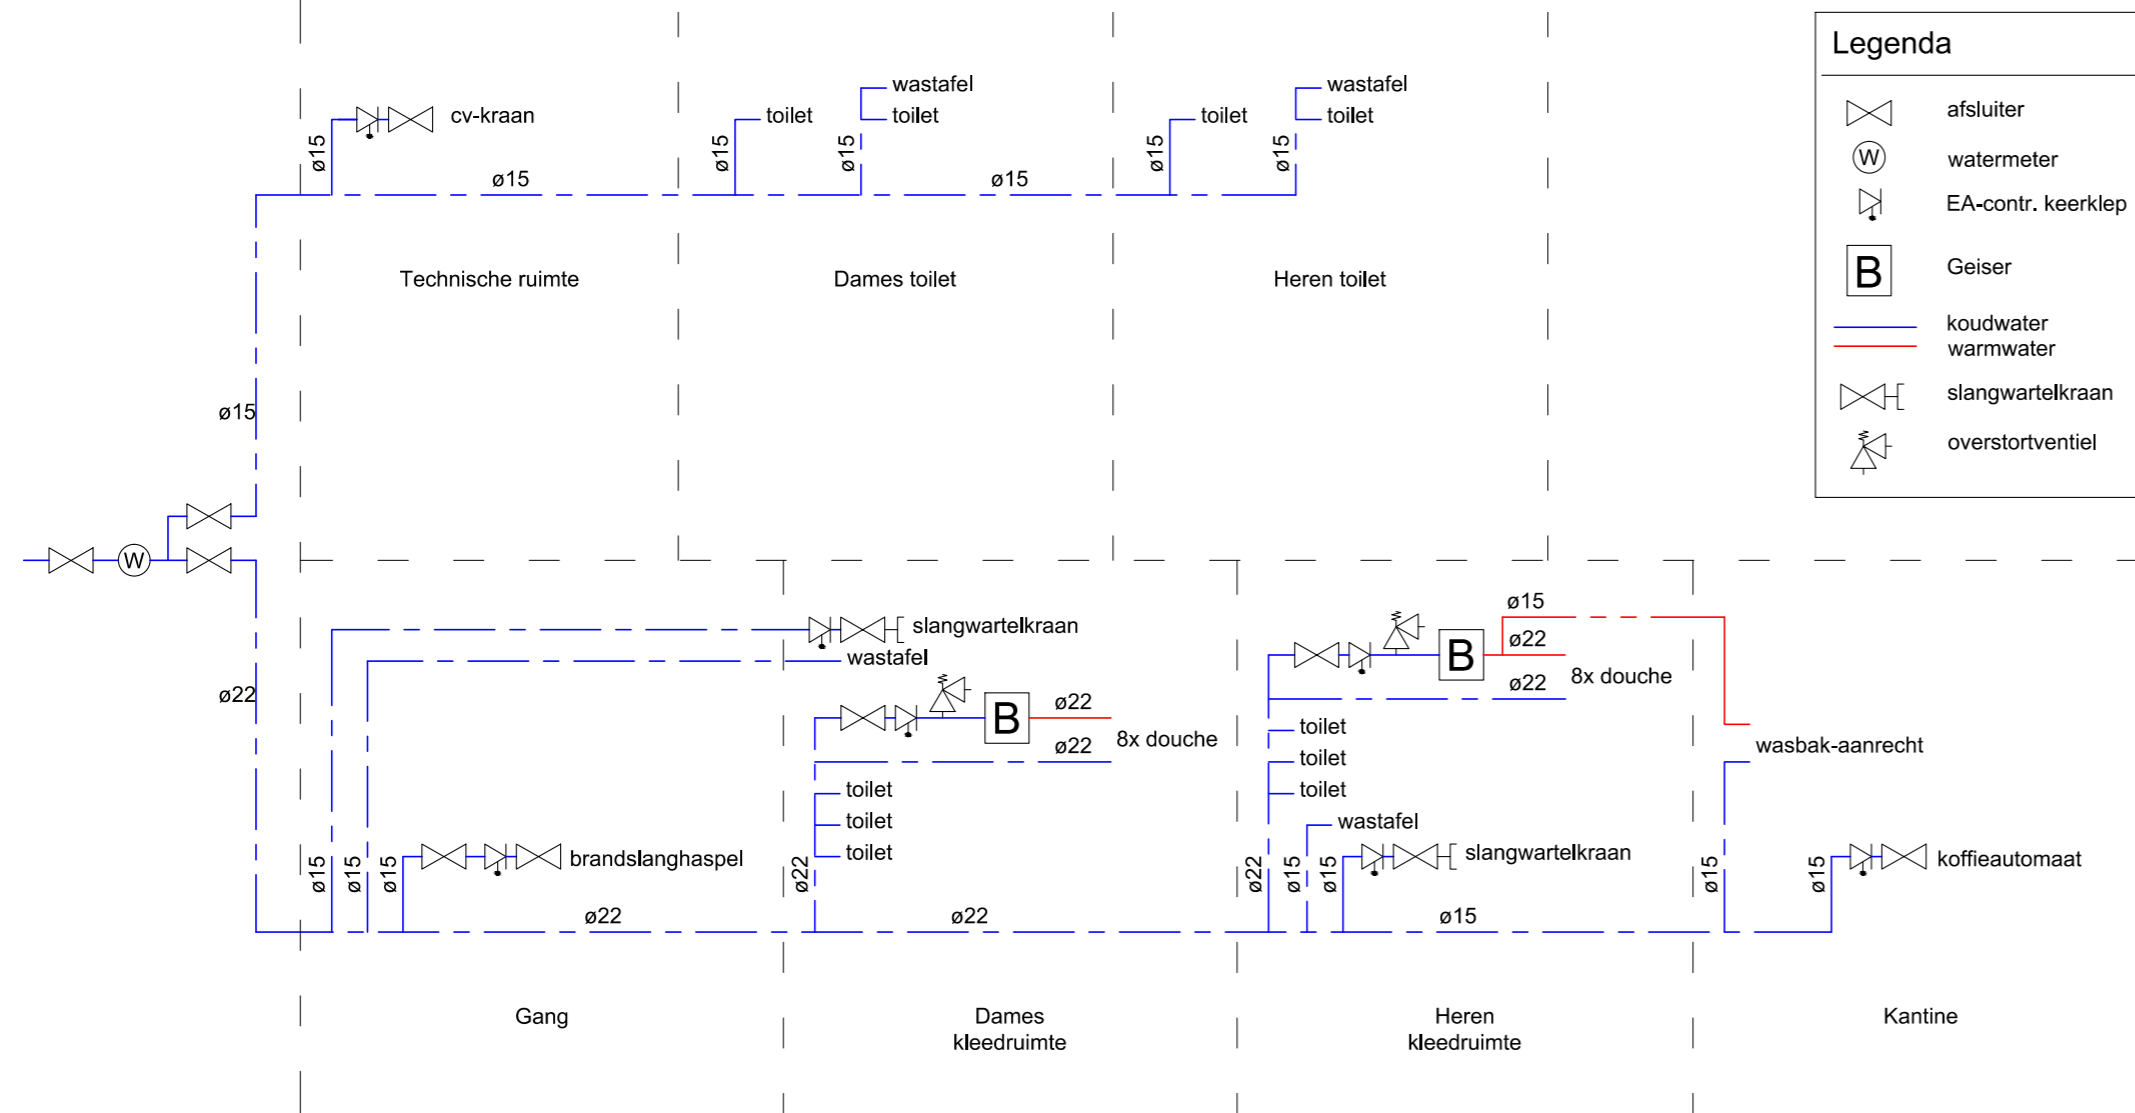 Legenda
afsluiter
W watermeter
EA-contr. keerklep
B Geiser
koudwater
warmwater
slangwartelkraan
overstortventiel
ø15 cv-kraan
ø15
ø15 toilet
ø15 wastafel
toilet
ø15
ø15 toilet
ø15 wastafel
toilet
Technische ruimte
Dames toilet
Heren toilet
ø15
W
ø22
ø15 slangwartelkraan
ø15 wastafel
ø15 brandslanghaspel
ø22
B ø22
ø22 8x douche
toilet
toilet
toilet
ø22
ø22
ø15
B ø22
ø22 8x douche
toilet
toilet
toilet
ø22
ø15 wastafel
ø15 slangwartelkraan
ø15
wasbak-aanrecht
ø15
ø15 koffieautomaat
Gang
Dames
kleedruimte
Heren
kleedruimte
Kantine